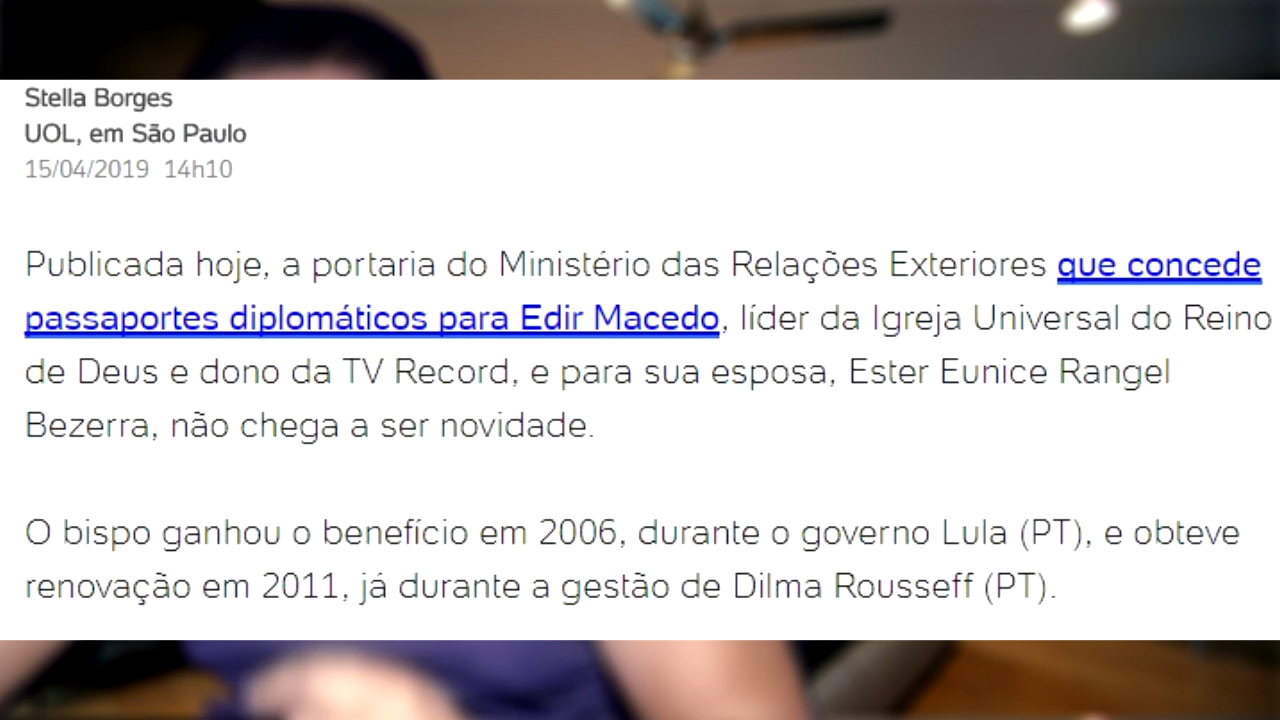 Stella Borges
UOL, em São Paulo
15/04/2019 14h10
Publicada hoje, a portaria do Ministério das Relações Exteriores que concede
passaportes diplomáticos para Edir Macedo, líder da Igreja Universal do Reino
de Deus e dono da TV Record, e para sua esposa, Ester Eunice Rangel
Bezerra, não chega a ser novidade.
O bispo ganhou o benefício em 2006, durante o governo Lula (PT), e obteve
renovação em 2011, já durante a gestão de Dilma Rousseff (PT).